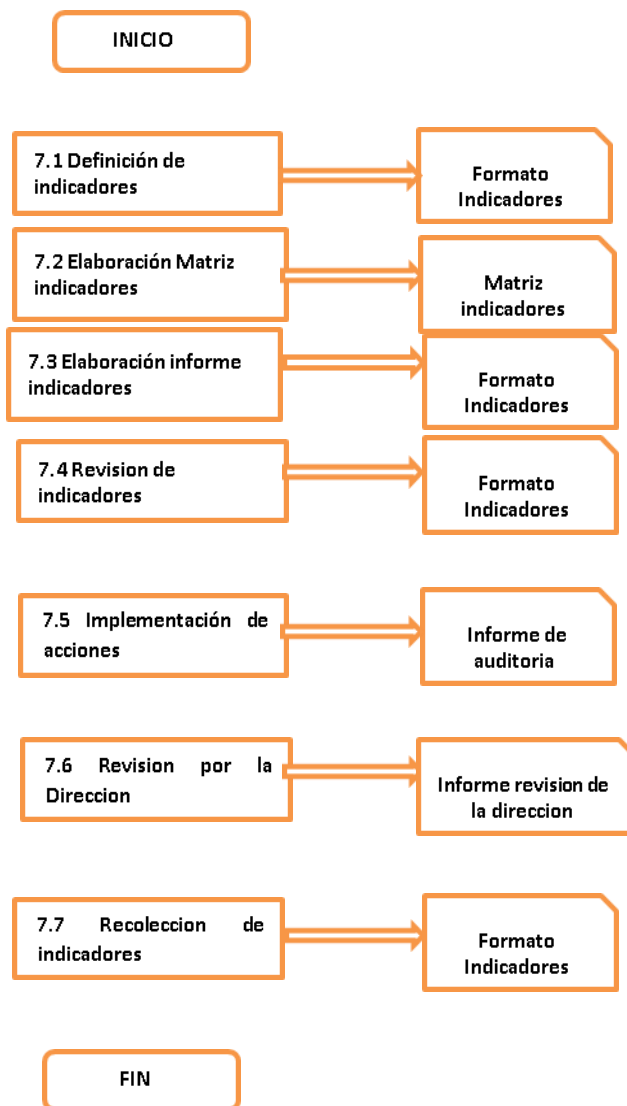 INICIO
7.1 Definición de
indicadores
Formato
Indicadores
7.2 Elaboración Matriz
indicadores
Matriz
indicadores
7.3 Elaboración informe
indicadores
Formato
Indicadores
7.4 Revision de
indicadores
Formato
Indicadores
7.5 Implementación de
acciones
Informe de
auditoria
7.6 Revision por la
Direccion
Informe revision de
la direccion
7.7 Recoleccion de
indicadores
Formato
Indicadores
FIN